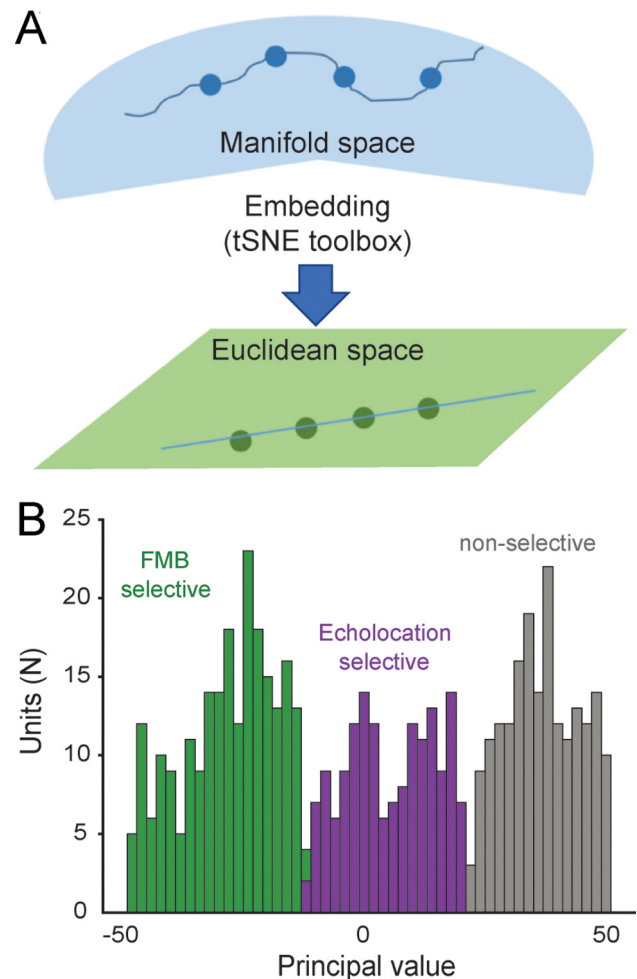 A
Manifold space
Embedding
(tSNE toolbox)
Euclidean space
B
25
20
15
10
5
0
Units (N)
FMB
selective
Echolocation
selective
non-selective
-50
0
50
Principal value